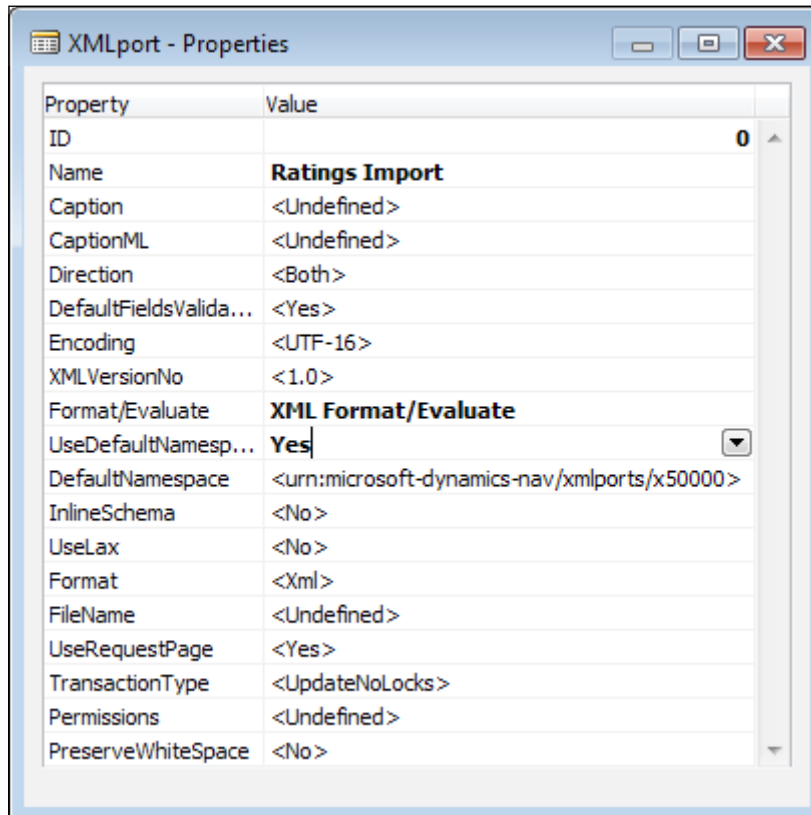 XMLport - Properties
Property Value
ID 0
Name Ratings Import
Caption <Undefined>
CaptionML <Undefined>
Direction <Both>
DefaultFieldsValida... <Yes>
Encoding <UTF-16>
XMLVersionNo <1.0>
Format/Evaluate XML Format/Evaluate
UseDefaultNamesp... Yes
DefaultNamespace <urn:microsoft-dynamics-nav/xmlports/x50000>
InlineSchema <No>
UseLax <No>
Format <Xml>
FileName <Undefined>
UseRequestPage <Yes>
TransactionType <UpdateNoLocks>
Permissions <Undefined>
PreserveWhiteSpace <No>